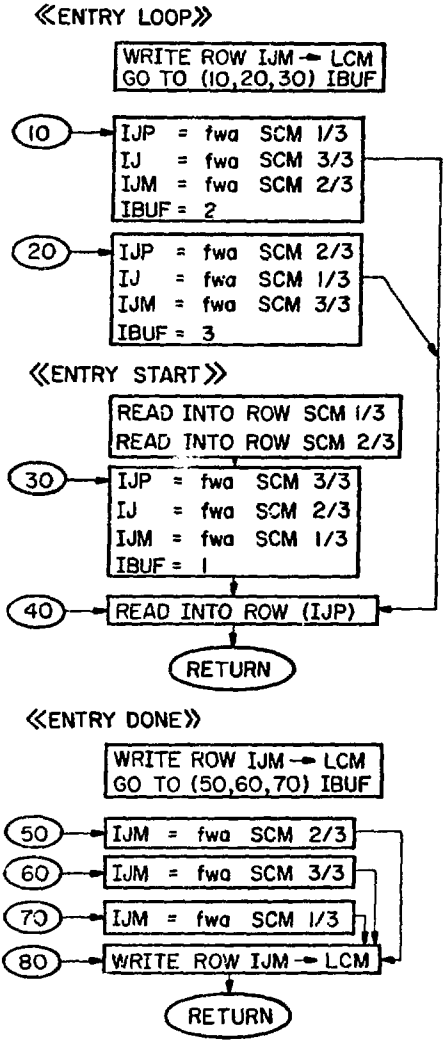 ≪ENTRY LOOP≫
WRITE ROW IJM → LCM
GO TO (10,20,30) IBUF
10
IJP = fwa SCM 1/3
IJ = fwa SCM 3/3
IJM = fwa SCM 2/3
IBUF = 2
20
IJP = fwa SCM 2/3
IJ = fwa SCM 1/3
IJM = fwa SCM 3/3
IBUF = 3
≪ENTRY START≫
READ INTO ROW SCM 1/3
READ INTO ROW SCM 2/3
30
IJP = fwa SCM 3/3
IJ = fwa SCM 2/3
IJM = fwa SCM 1/3
IBUF = 1
40
READ INTO ROW (IJP)
RETURN
≪ENTRY DONE≫
WRITE ROW IJM → LCM
GO TO (50,60,70) IBUF
50
IJM = fwa SCM 2/3
60
IJM = fwa SCM 3/3
70
IJM = fwa SCM 1/3
80
WRITE ROW IJM → LCM
RETURN